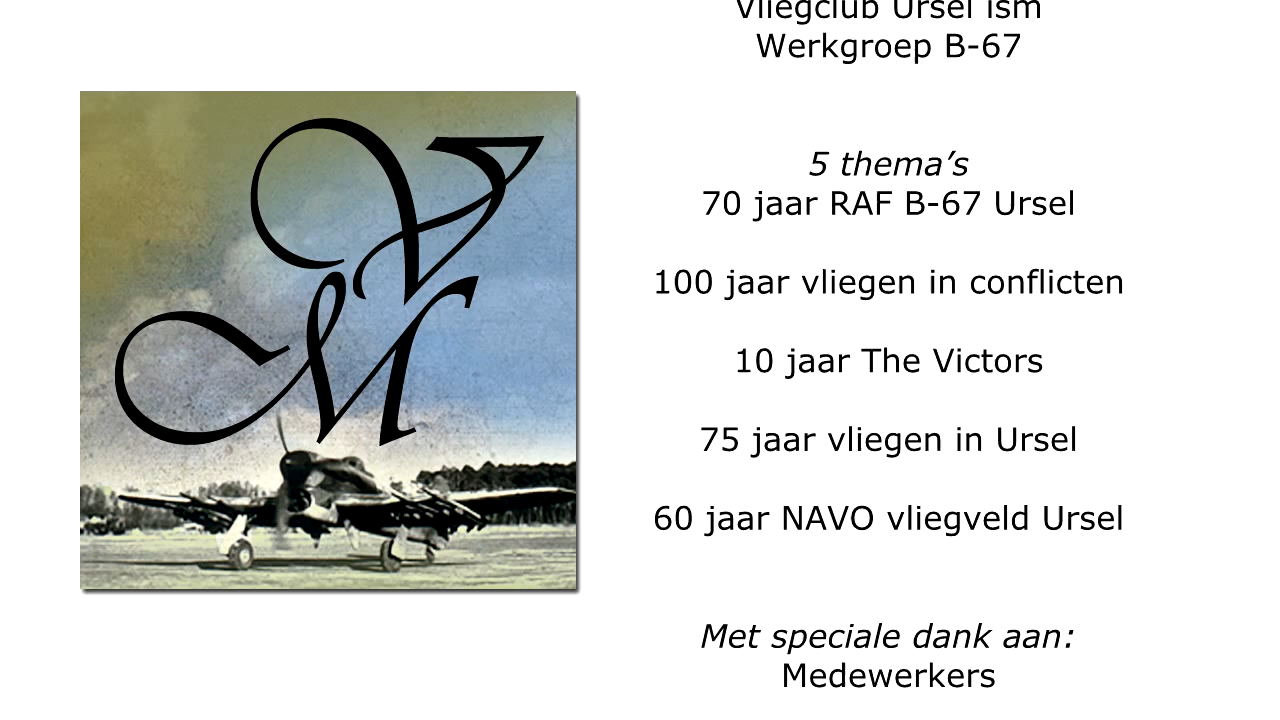 Vliegclub Ursel ism
Werkgroep B-67
5 thema's
70 jaar RAF B-67 Ursel
100 jaar vliegen in conflicten
10 jaar The Victors
75 jaar vliegen in Ursel
60 jaar NAVO vliegveld Ursel
Met speciale dank aan:
Medewerkers